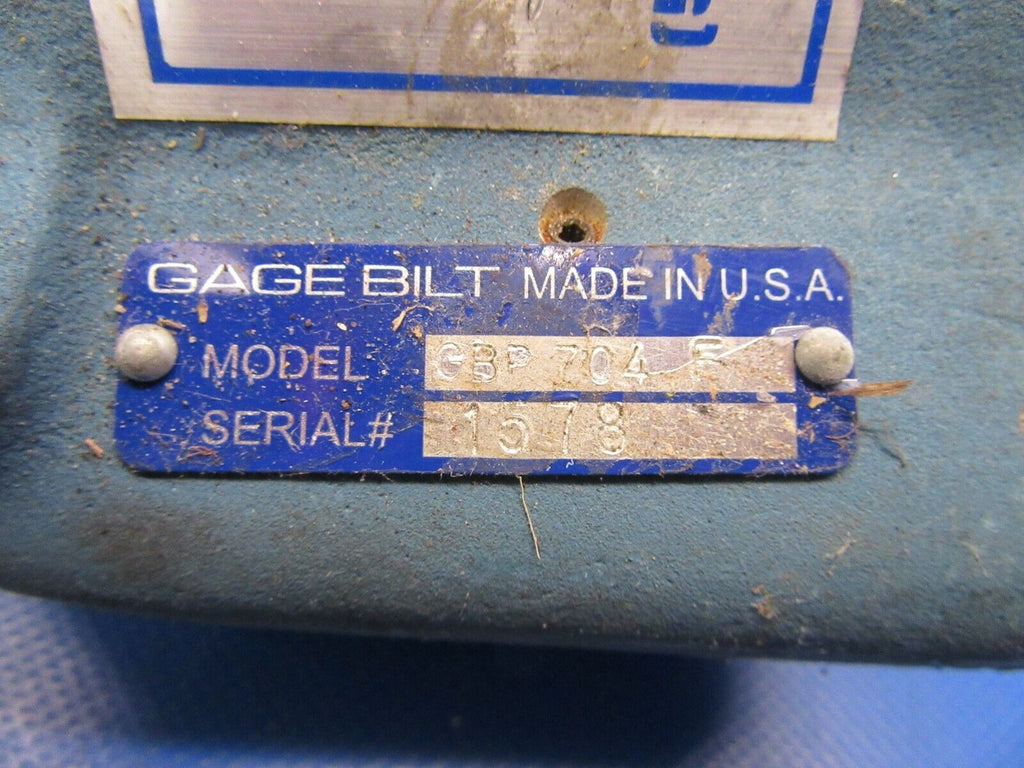 GAGE BILT MADE IN U.S.A.
MODEL GBP 704 F
SERIAL# 1578